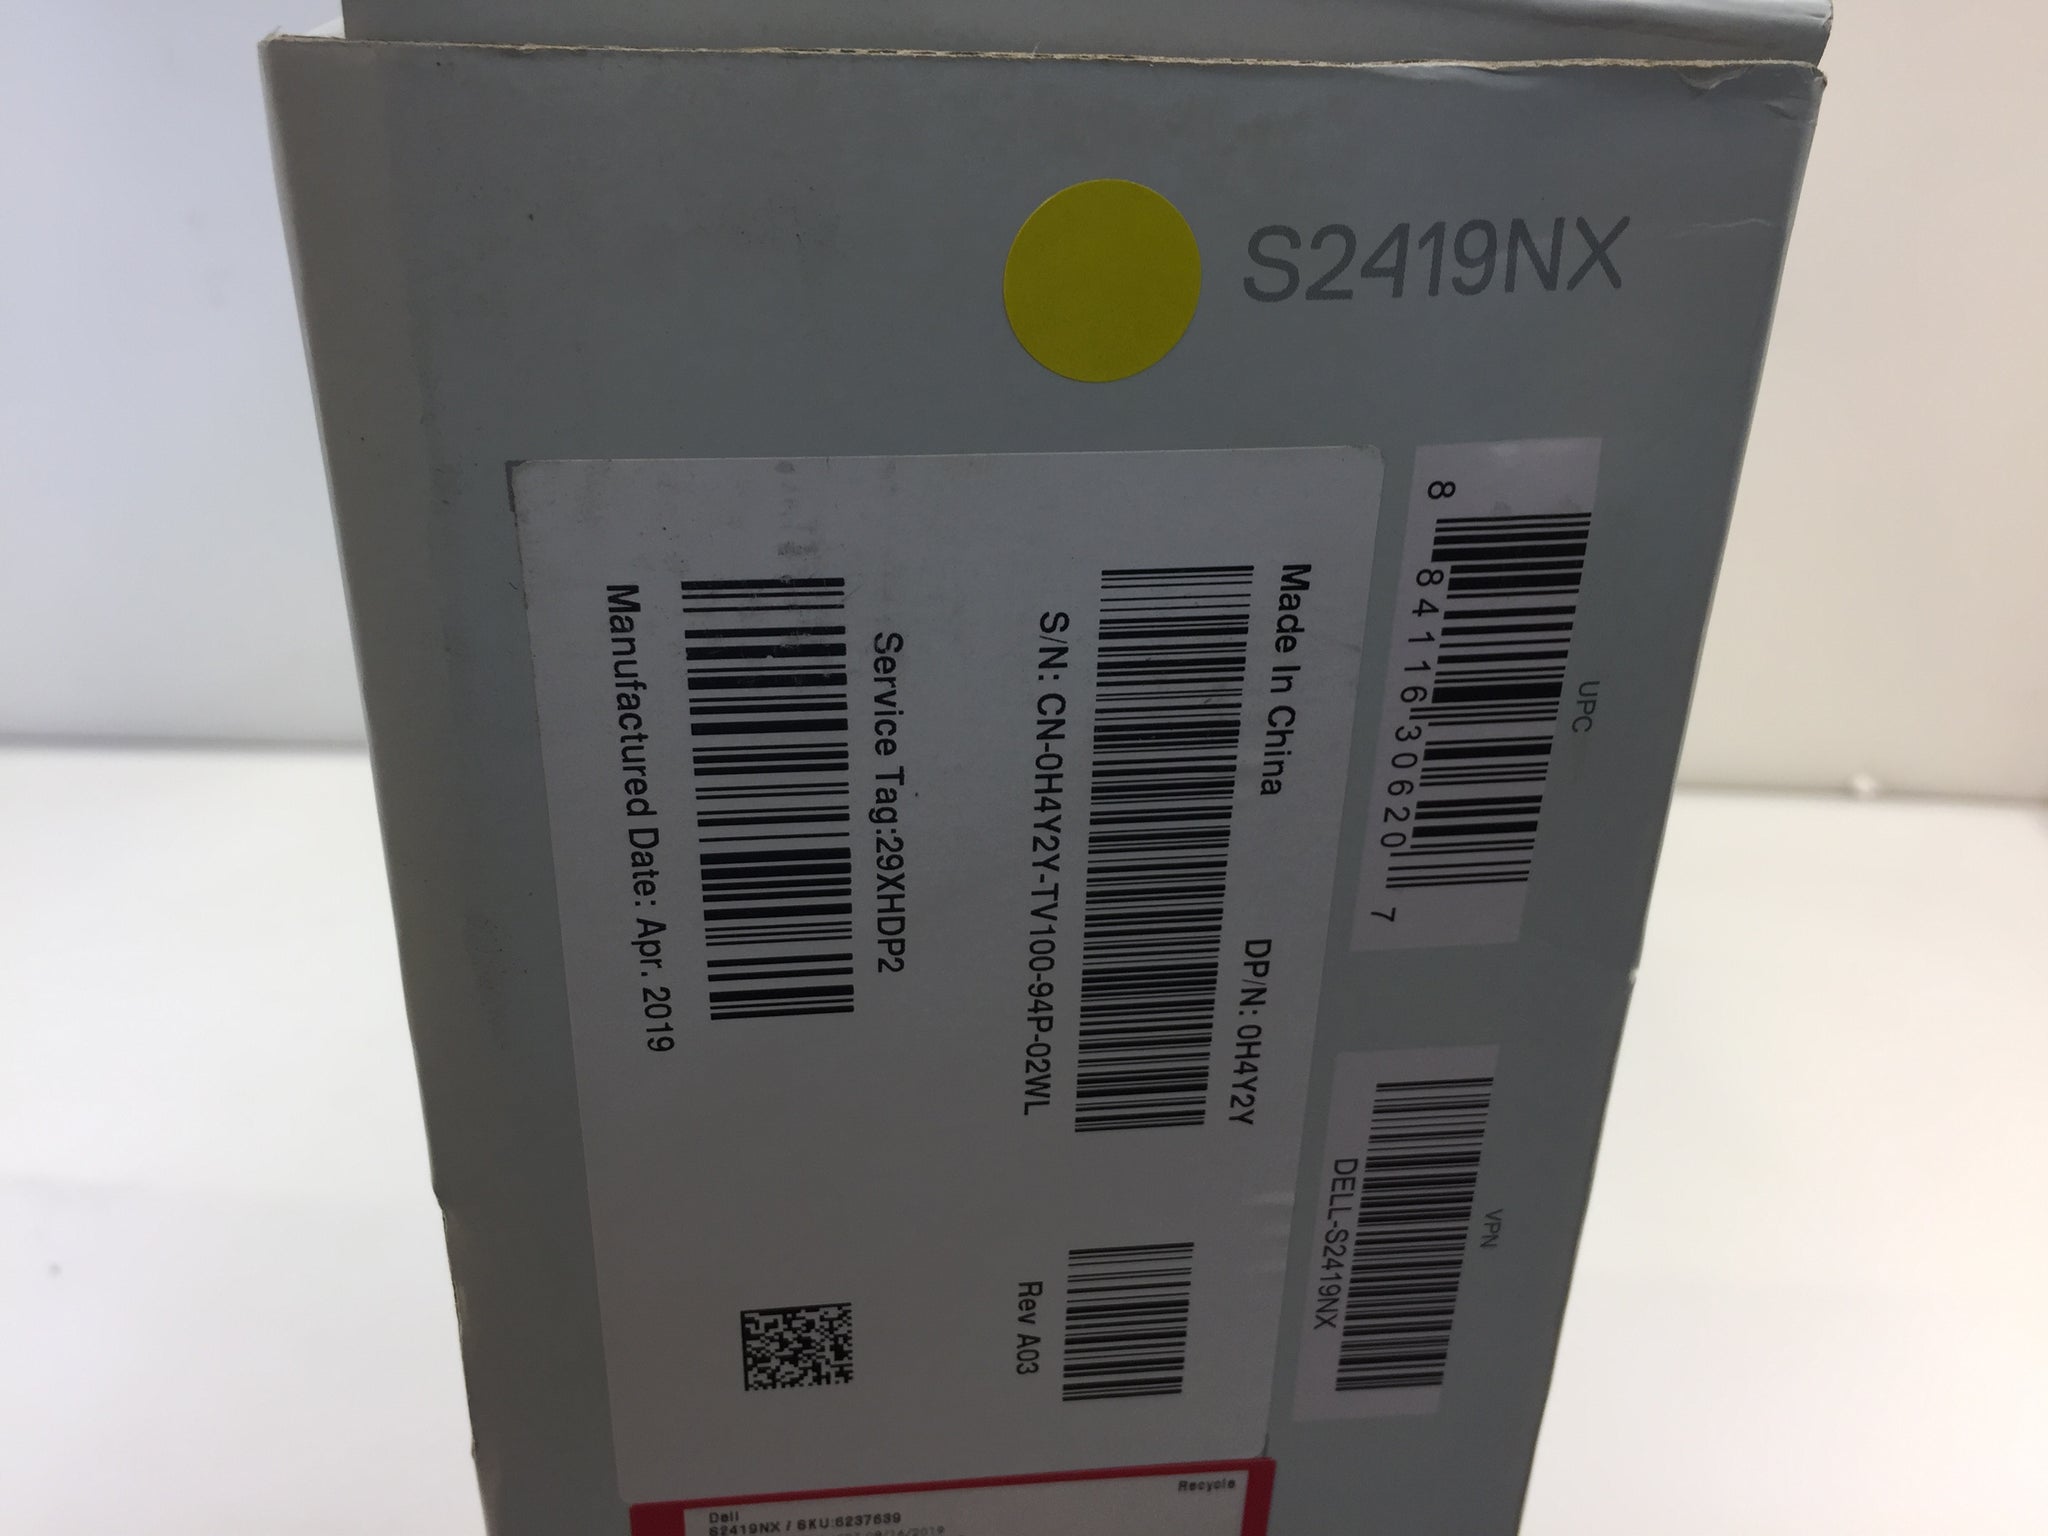 S2419NX
UPC
8 84116 30620 7
VPN
DELL-S2419NX
Made In China
DP/N: 0H4Y2Y
S/N: CN-0H4Y2Y-TV100-94P-02WL
Rev A03
Service Tag:29XHDP2
Manufactured Date: Apr. 2019
Recycle
Dell
S2419NX / SKU:6237639